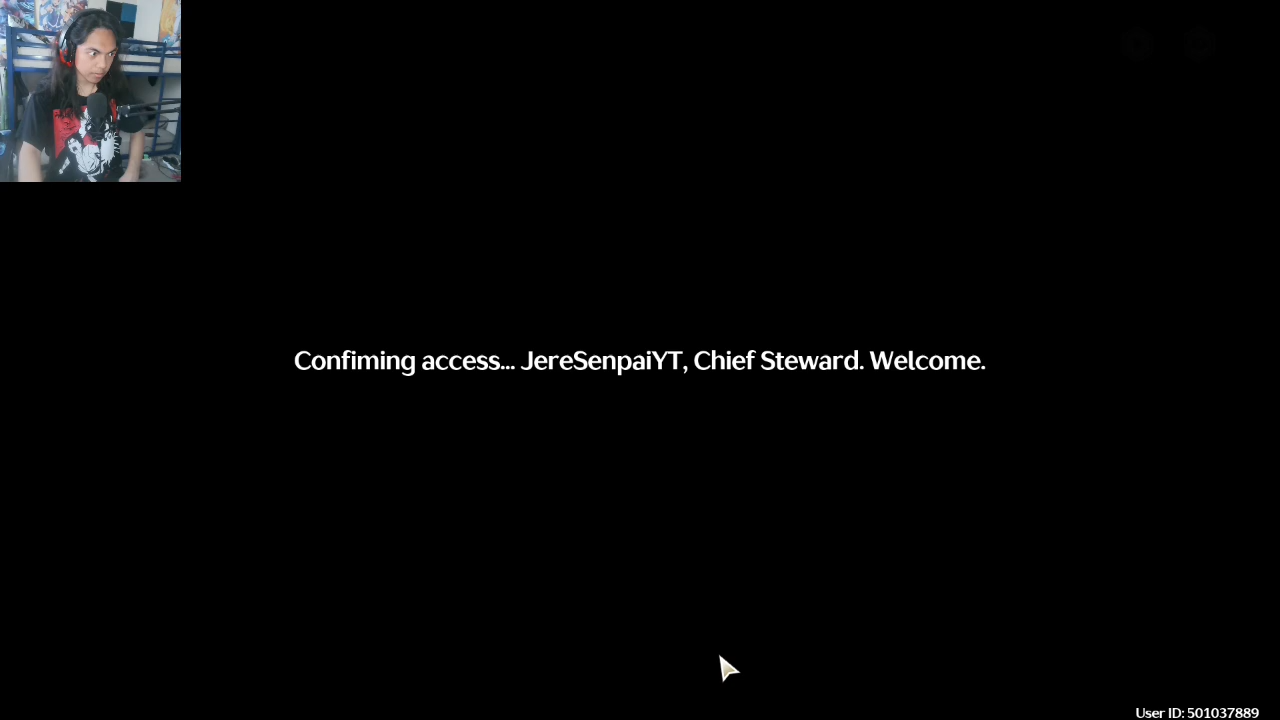 Confiming access... JereSenpaiYT, Chief Steward. Welcome.
User ID: 501037889